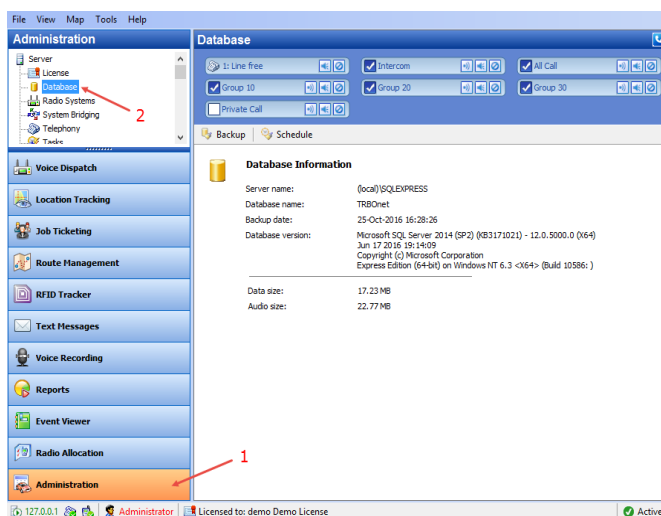 File View Map Tools Help
Administration
Database
Server
License
Database
Radio Systems
System Bridging
Telephony
Tasks
2
1: Line free
Intercom
All Call
Group 10
Group 20
Group 30
Private Call
Backup
Schedule
Voice Dispatch
Location Tracking
Job Ticketing
Route Management
RFID Tracker
Text Messages
Voice Recording
Reports
Event Viewer
Radio Allocation
Administration
1
Database Information
Server name: (local)\SQLEXPRESS
Database name: TRBOnet
Backup date: 25-Oct-2016 16:28:26
Database version: Microsoft SQL Server 2014 (SP2) (KB3171021) - 12.0.5000.0 (X64)
Jun 17 2016 19:14:09
Copyright (c) Microsoft Corporation
Express Edition (64-bit) on Windows NT 6.3 <X64> (Build 10586: )
Data size: 17.23 MB
Audio size: 22.77 MB
127.0.0.1 Administrator Licensed to: demo Demo License Active